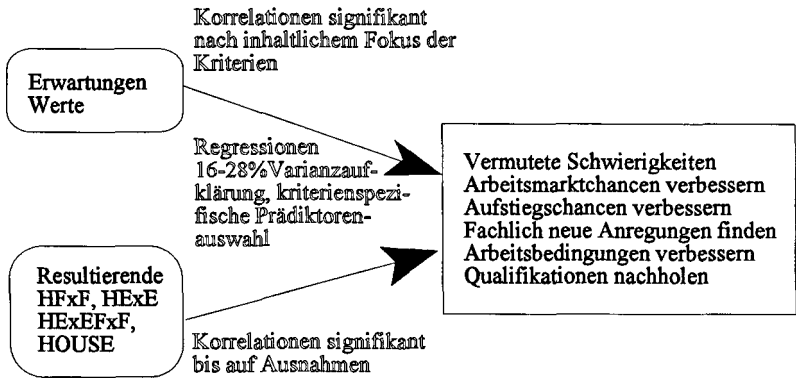 Korrelationen signifikant
nach inhaltlichem Fokus der
Kriterien
Erwartungen
Werte
Regressionen
16-28%Varianzauf-
klärung, kriterienspezi-
fische Prädiktoren-
auswahl
Vermutete Schwierigkeiten
Arbeitsmarktchancen verbessern
Aufstiegschancen verbessern
Fachlich neue Anregungen finden
Arbeitsbedingungen verbessern
Qualifikationen nachholen
Resultierende
HFxF, HExE
HExEFxF,
HOUSE
Korrelationen signifikant
bis auf Ausnahmen